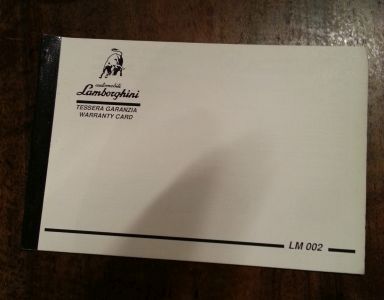 automobili
Lamborghini
TESSERA GARANZIA
WARRANTY CARD
LM 002